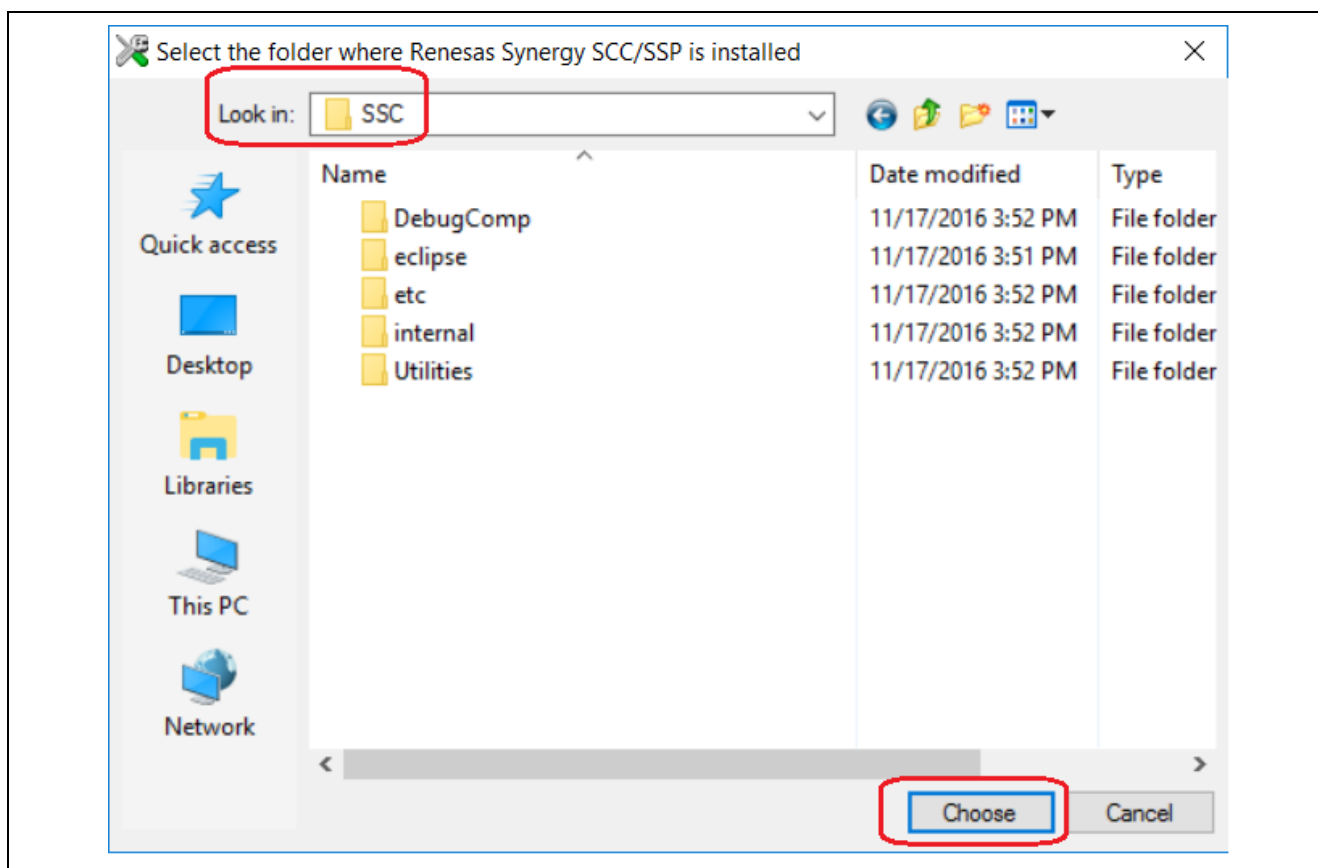 Select the folder where Renesas Synergy SCC/SSP is installed
Look in: SSC
Name Date modified Type
DebugComp 11/17/2016 3:52 PM File folder
eclipse 11/17/2016 3:51 PM File folder
etc 11/17/2016 3:52 PM File folder
internal 11/17/2016 3:52 PM File folder
Utilities 11/17/2016 3:52 PM File folder
Quick access
Desktop
Libraries
This PC
Network
Choose Cancel